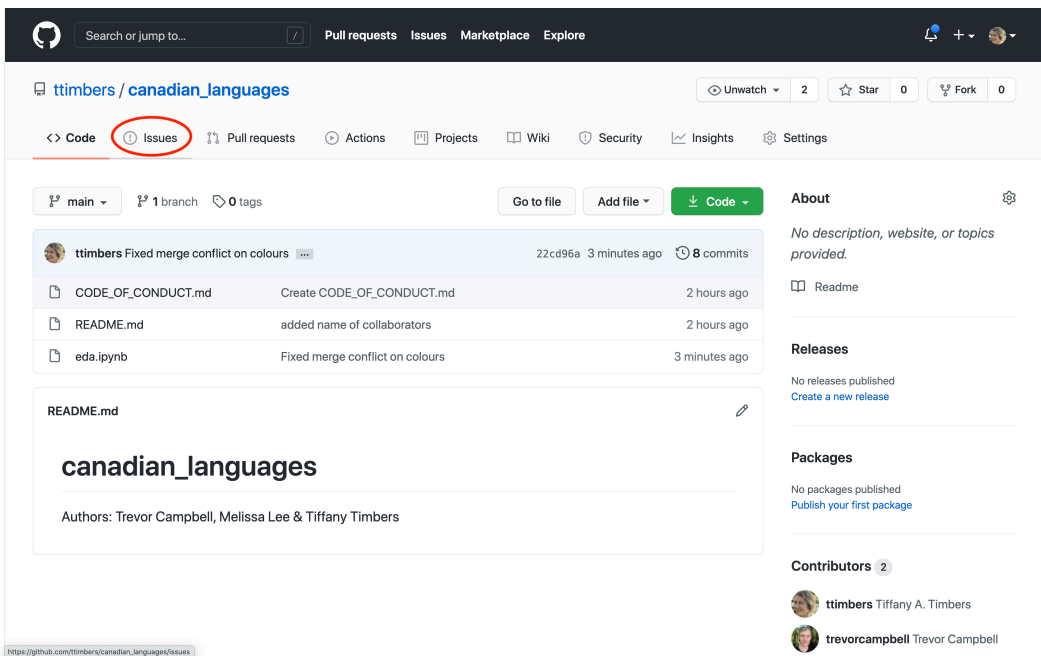 Search or jump to... / Pull requests Issues Marketplace Explore
ttimbers / canadian_languages Unwatch 2 Star 0 Fork 0
<> Code Issues Pull requests Actions Projects Wiki Security Insights Settings
main 1 branch 0 tags Go to file Add file Code
ttimbers Fixed merge conflict on colours ... 22cd96a 3 minutes ago 8 commits
CODE_OF_CONDUCT.md Create CODE_OF_CONDUCT.md 2 hours ago
README.md added name of collaborators 2 hours ago
eda.ipynb Fixed merge conflict on colours 3 minutes ago
README.md
canadian_languages
Authors: Trevor Campbell, Melissa Lee & Tiffany Timbers
About
No description, website, or topics
provided.
Readme
Releases
No releases published
Create a new release
Packages
No packages published
Publish your first package
Contributors 2
ttimbers Tiffany A. Timbers
trevorcampbell Trevor Campbell
https://github.com/ttimbers/canadian_languages/issues